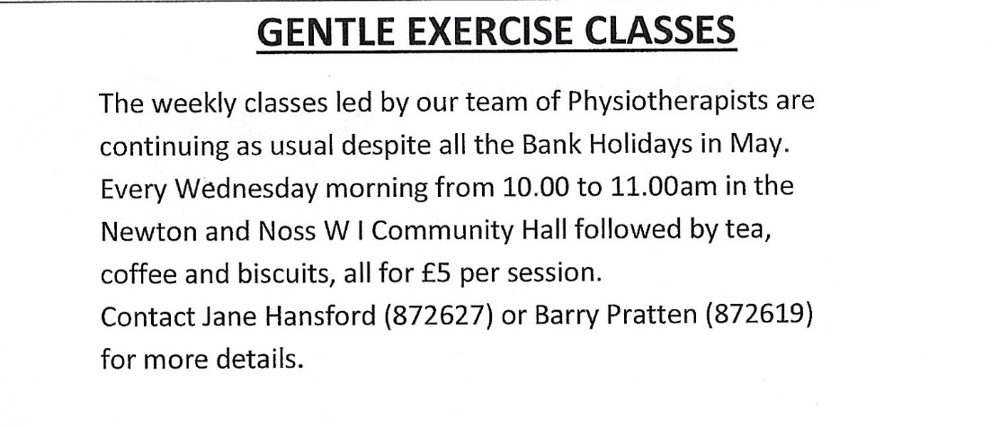 GENTLE EXERCISE CLASSES
The weekly classes led by our team of Physiotherapists are
continuing as usual despite all the Bank Holidays in May.
Every Wednesday morning from 10.00 to 11.00am in the
Newton and Noss W I Community Hall followed by tea,
coffee and biscuits, all for £5 per session.
Contact Jane Hansford (872627) or Barry Pratten (872619)
for more details.